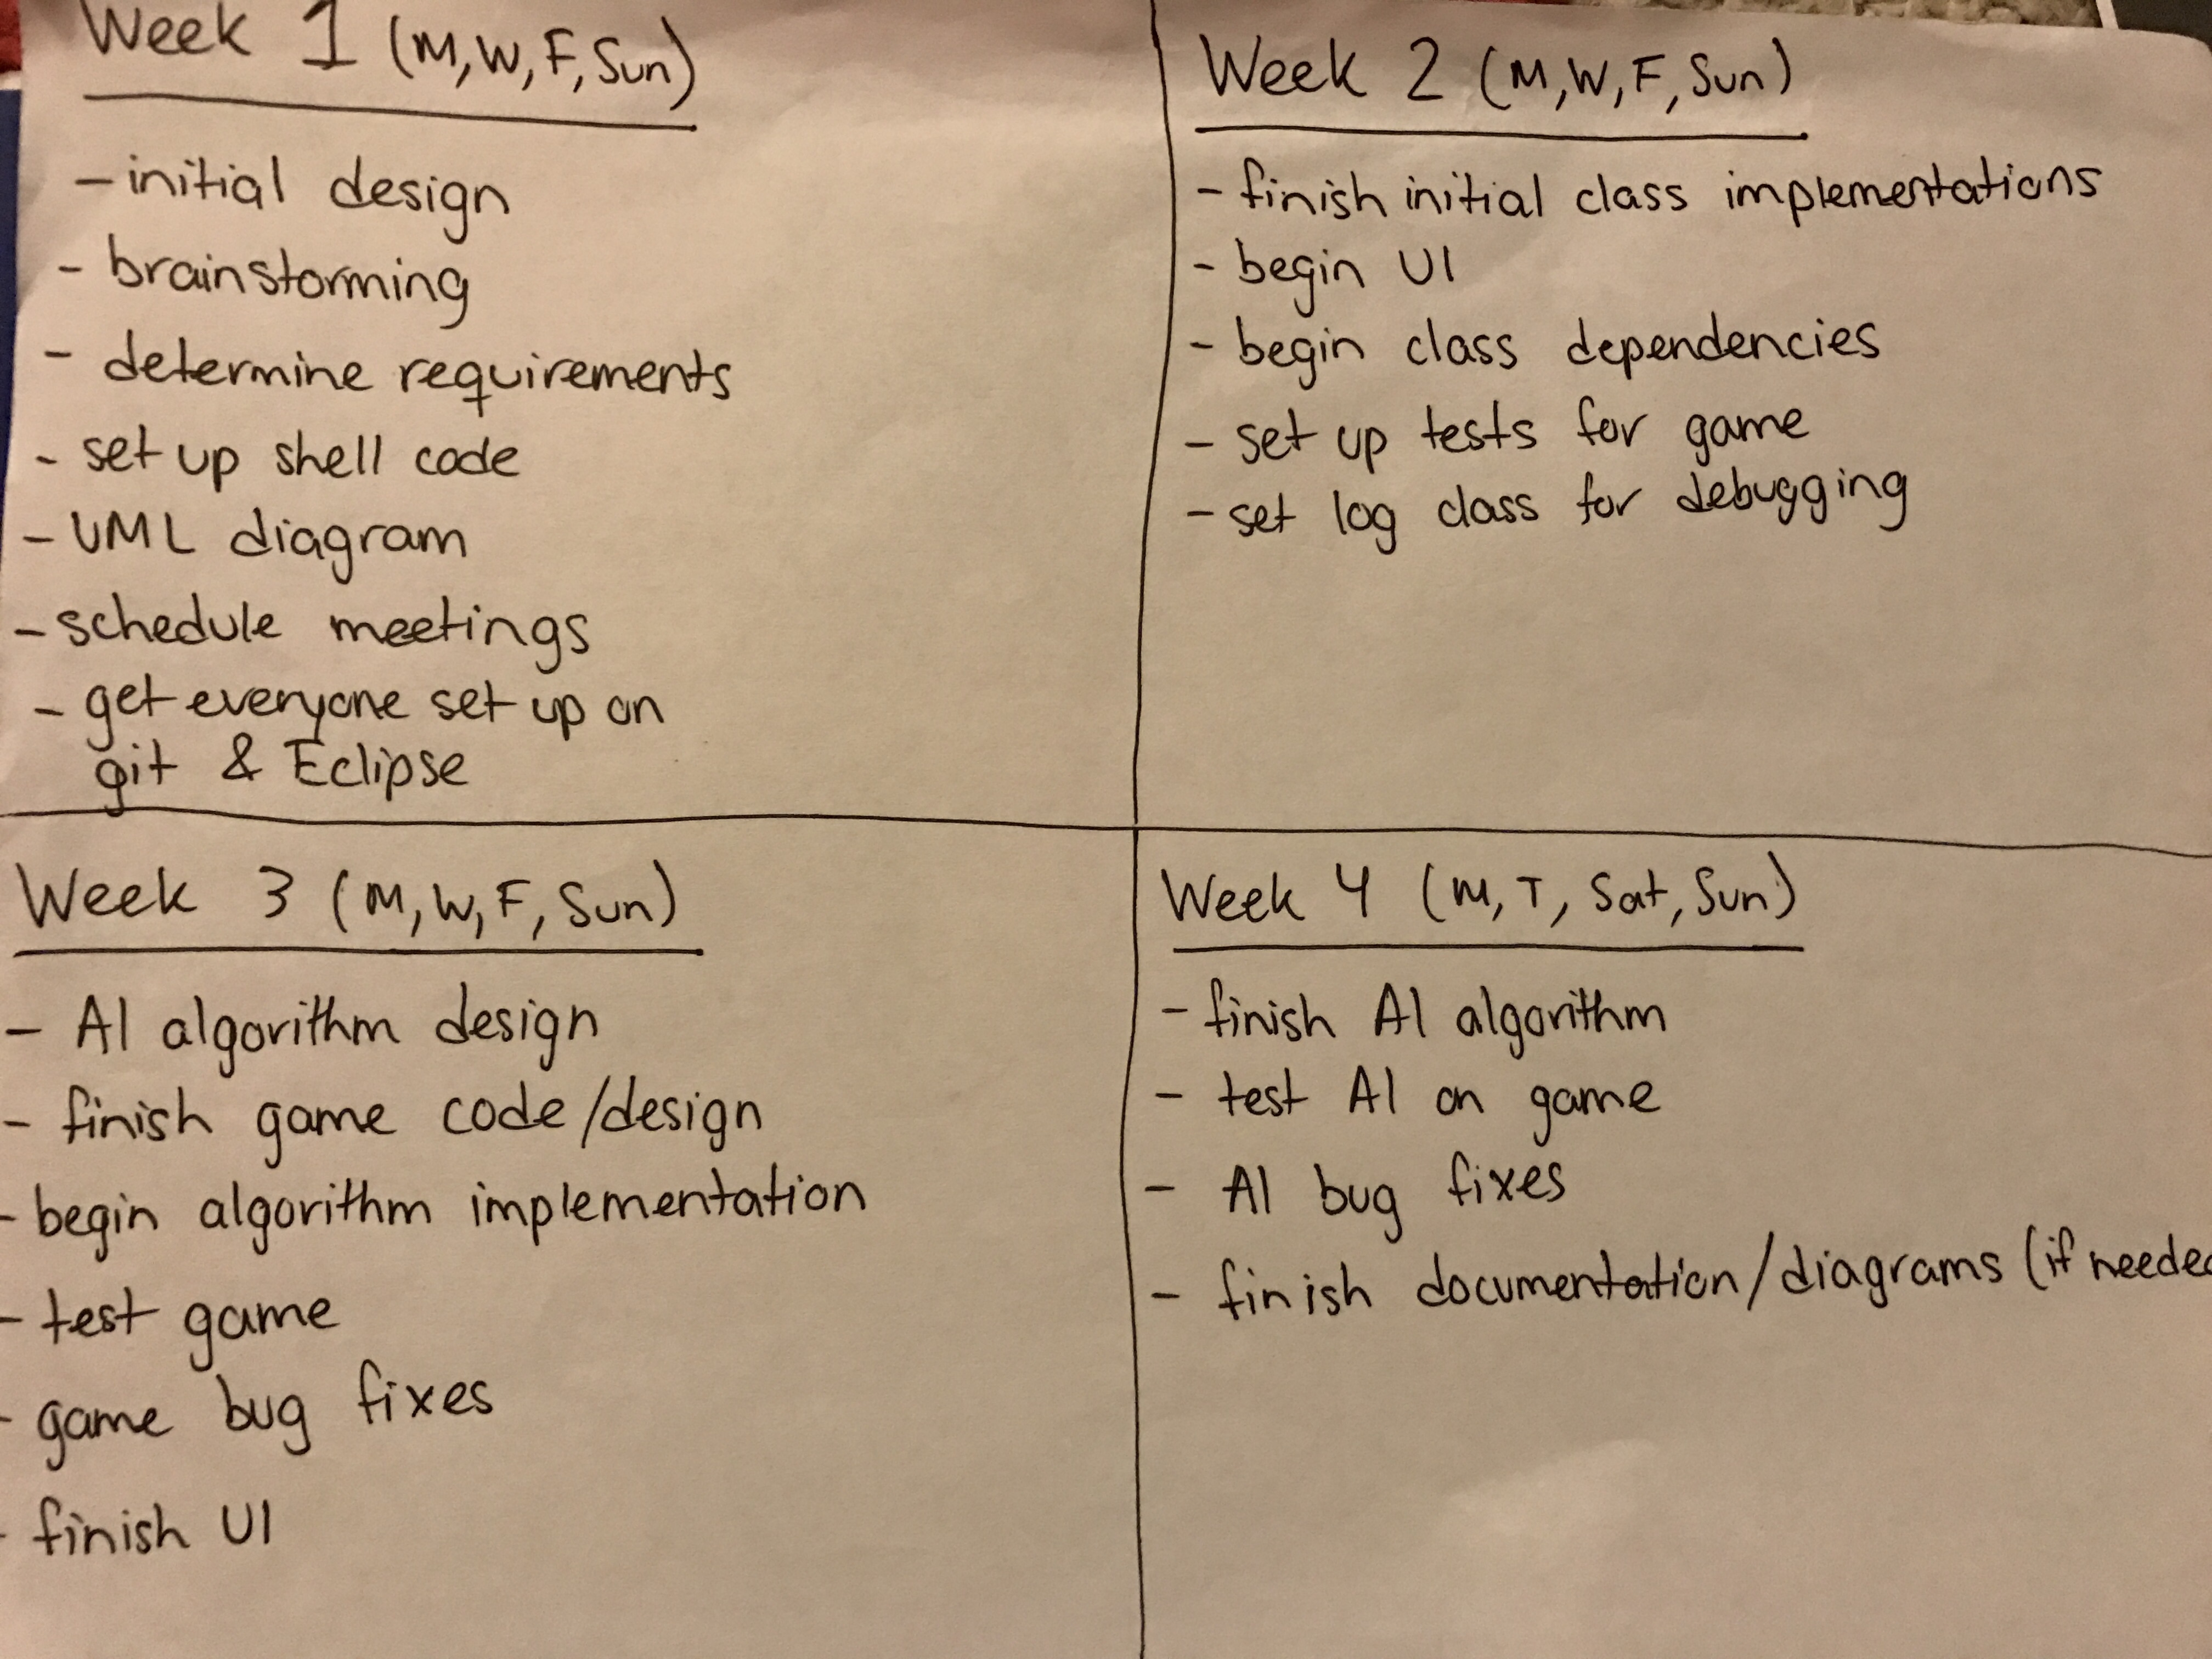 Week 1 (M,W,F,Sun)
- initial design
- brainstorming
- determine requirements
- set up shell code
- UML diagram
- schedule meetings
- get everyone set up on
git & Eclipse
Week 2 (M,W,F,Sun)
- finish initial class implementations
- begin UI
- begin class dependencies
- set up tests for game
- set log class for debugging
Week 3 (M,W,F,Sun)
- AI algorithm design
- finish game code/design
- begin algorithm implementation
- test game
- game bug fixes
- finish UI
Week 4 (M,T,Sat,Sun)
- finish AI algorithm
- test AI on game
- AI bug fixes
- finish documentation/diagrams (if neede